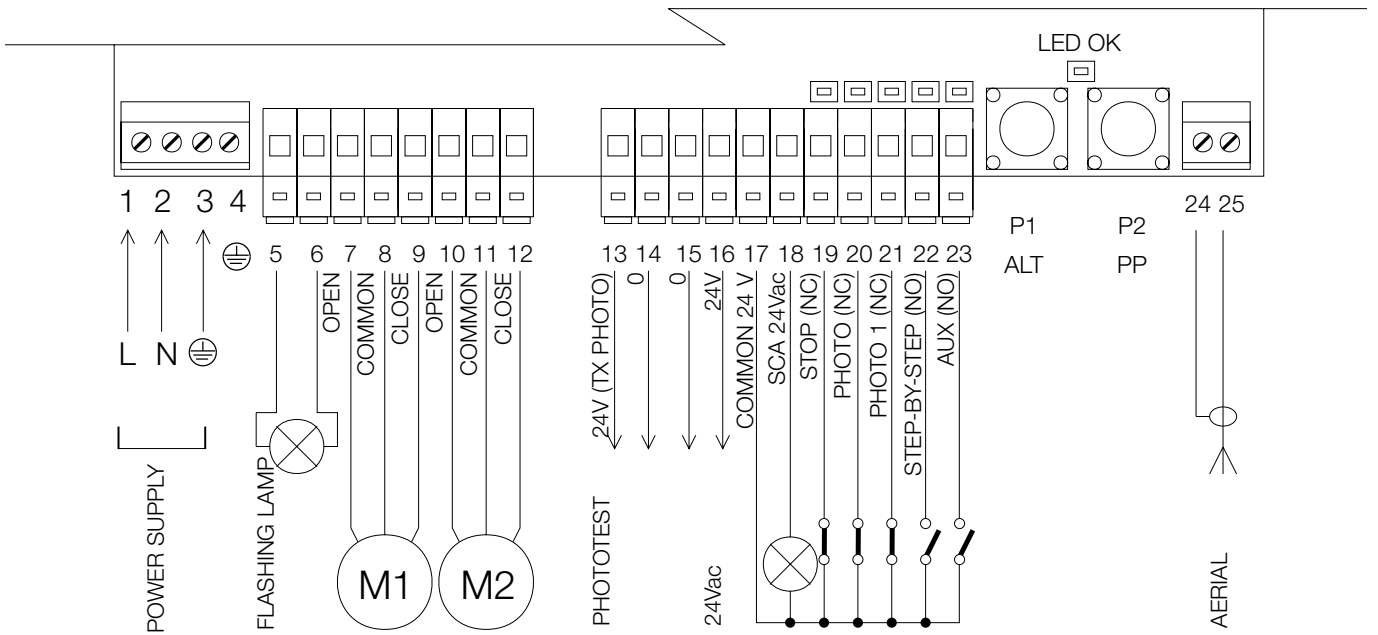 LED OK
1 2 3 4
24 25
P1 P2
ALT PP
5 6 7 8 9 10 11 12
13 14 15 16 17 18 19 20 21 22 23
L N
OPEN
COMMON
CLOSE
OPEN
COMMON
CLOSE
24V (TX PHOTO)
0
0
24V
COMMON 24 V
SCA 24Vac
STOP (NC)
PHOTO (NC)
PHOTO 1 (NC)
STEP-BY-STEP (NO)
AUX (NO)
POWER SUPPLY
FLASHING LAMP
M1
M2
PHOTOTEST
24Vac
AERIAL